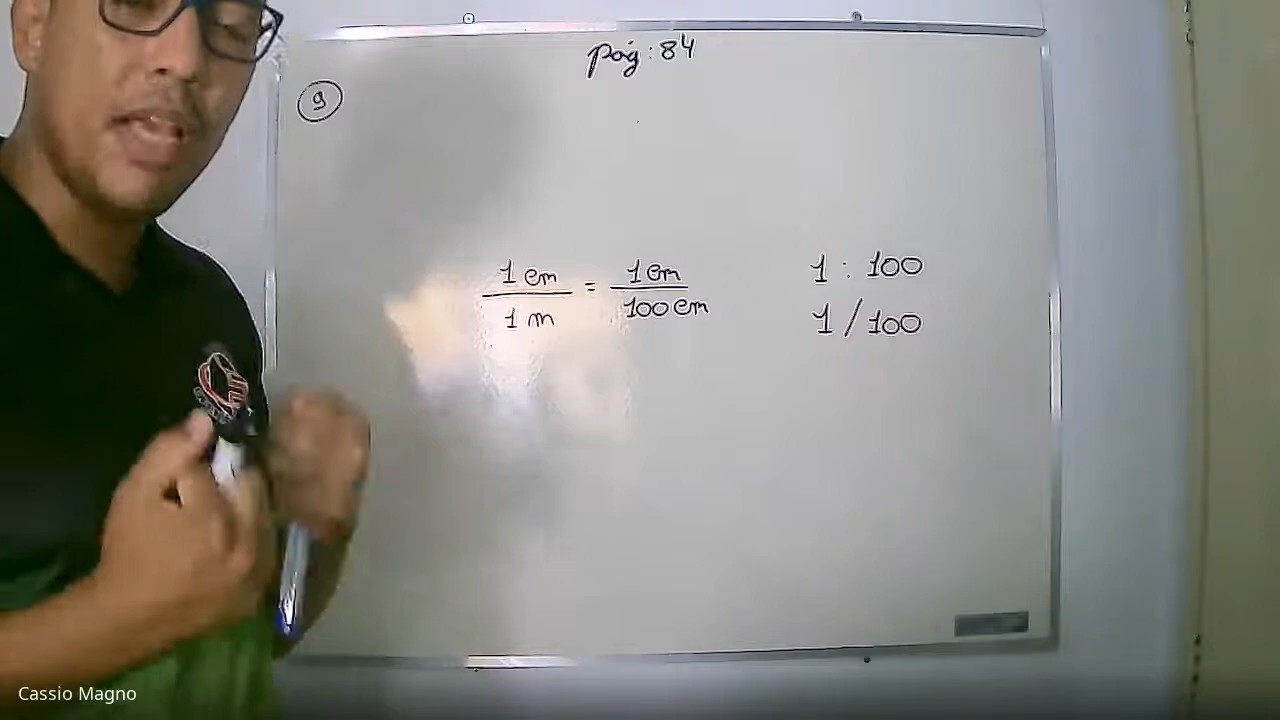 pág: 84
9
1 cm / 1 m = 1 cm / 100 cm
1 : 100
1 / 100
Cassio Magno